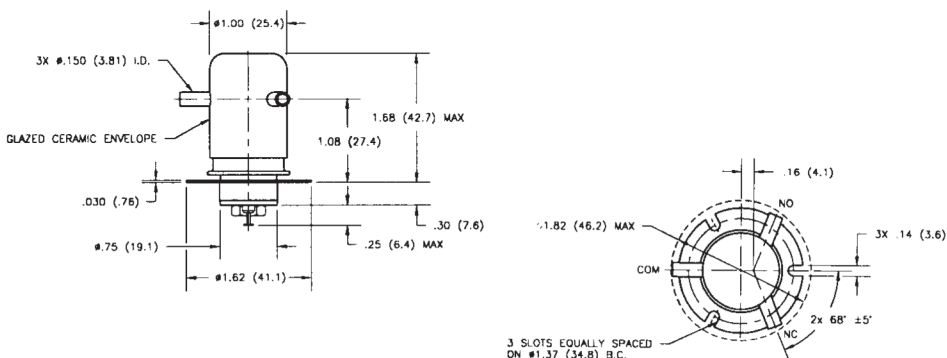 ø1.00 (25.4)
3X ø.150 (3.81) I.D.
GLAZED CERAMIC ENVELOPE
1.68 (42.7) MAX
1.08 (27.4)
.030 (.76)
.30 (7.6)
.25 (6.4) MAX
ø.75 (19.1)
ø1.62 (41.1)
.16 (4.1)
NO
ø1.82 (46.2) MAX
3X .14 (3.6)
COM
2x 68° ±5°
NC
3 SLOTS EQUALLY SPACED
ON ø1.37 (34.8) B.C.